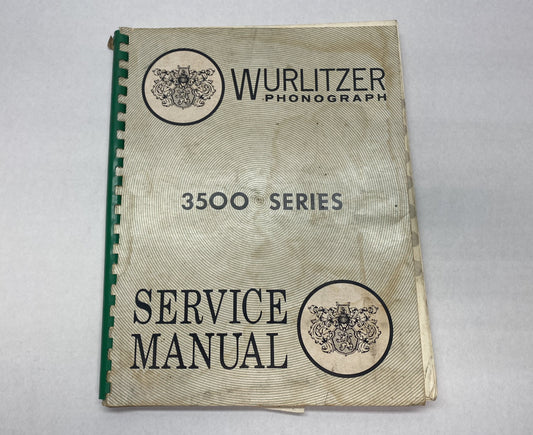 WURLITZER
PHONOGRAPH
3500 SERIES
SERVICE
MANUAL